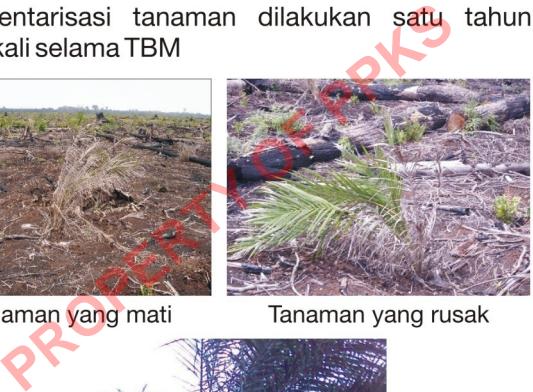 entarisasi tanaman dilakukan satu tahun
kali selama TBM
aman yang mati
Tanaman yang rusak
PROPERTY OF PPKS